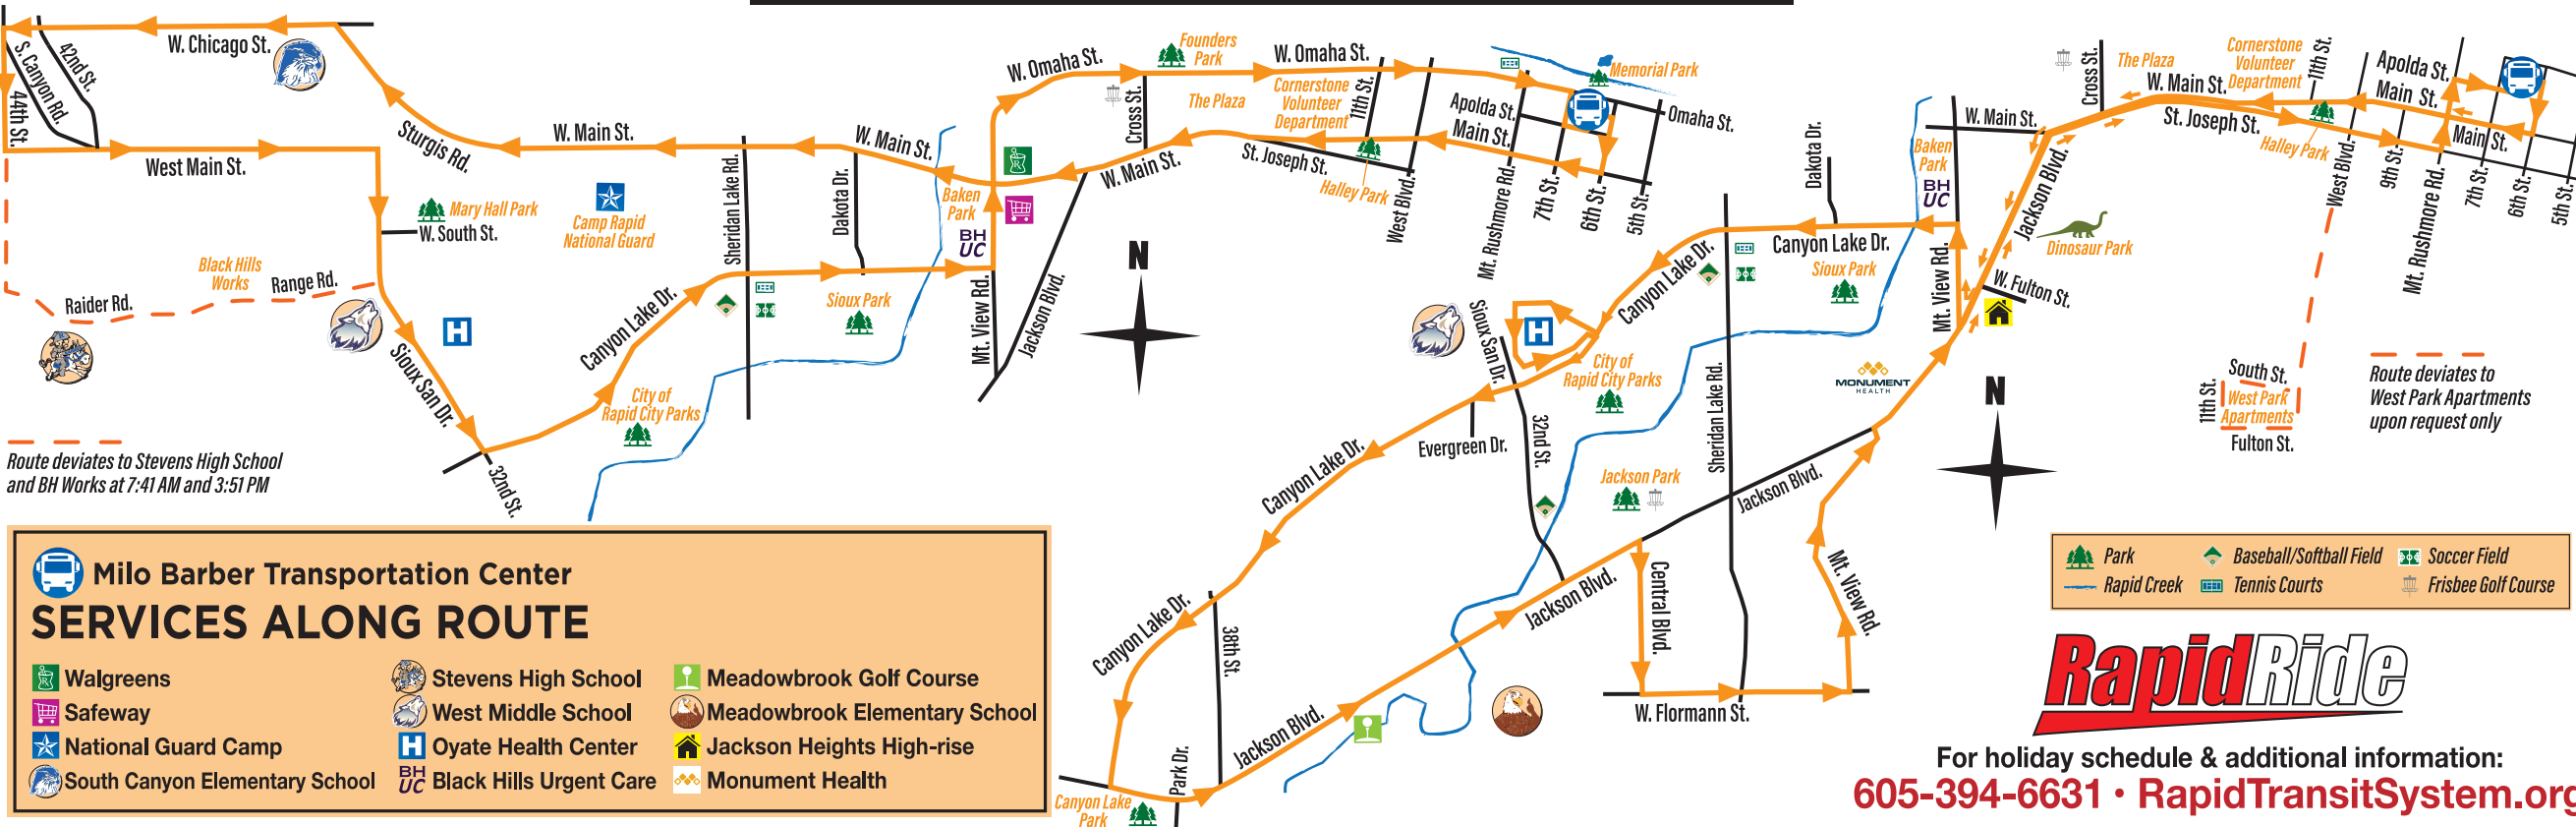 W. Chicago St.
S. Canyon Rd.
42nd St.
44th St.
West Main St.
Sturgis Rd.
W. Main St.
W. Main St.
Mary Hall Park
W. South St.
Camp Rapid
National Guard
Black Hills
Works
Range Rd.
Raider Rd.
Sioux San Dr.
32nd St.
Canyon Lake Dr.
City of
Rapid City Parks
Sheridan Lake Rd.
Dakota Dr.
Sioux Park
Baken
Park
BH
UC
Mt. View Rd.
Jackson Blvd.
Route deviates to Stevens High School
and BH Works at 7:41 AM and 3:51 PM
W. Omaha St.
Founders
Park
W. Omaha St.
Cross St.
The Plaza
Cornerstone
Volunteer
Department
11th St.
W. Main St.
St. Joseph St.
Halley Park
West Blvd.
Apolda St.
Main St.
Memorial Park
Omaha St.
Mt. Rushmore Rd.
7th St.
6th St.
5th St.
N
Cross St.
The Plaza
Cornerstone
Volunteer
Department
11th St.
W. Main St.
St. Joseph St.
Halley Park
West Blvd.
Apolda St.
Main St.
Main St.
9th St.
Mt. Rushmore Rd.
7th St.
6th St.
5th St.
W. Main St.
Jackson Blvd.
Dinosaur Park
W. Fulton St.
Baken
Park
BH
UC
Dakota Dr.
Canyon Lake Dr.
Sioux Park
Mt. View Rd.
Canyon Lake Dr.
Sioux San Dr.
H
City of
Rapid City Parks
Evergreen Dr.
32nd St.
Sheridan Lake Rd.
MONUMENT
HEALTH
Canyon Lake Dr.
Jackson Park
Jackson Blvd.
Canyon Lake Dr.
38th St.
Jackson Blvd.
Central Blvd.
Mt. View Rd.
W. Flormann St.
Jackson Blvd.
Park Dr.
Canyon Lake
Park
N
South St.
11th St.
West Park
Apartments
Fulton St.
Route deviates to
West Park Apartments
upon request only
H
Milo Barber Transportation Center
SERVICES ALONG ROUTE
Walgreens
Safeway
National Guard Camp
South Canyon Elementary School
Stevens High School
West Middle School
H Oyate Health Center
BH
UC Black Hills Urgent Care
Meadowbrook Golf Course
Meadowbrook Elementary School
Jackson Heights High-rise
Monument Health
Park
Baseball/Softball Field
Soccer Field
Rapid Creek
Tennis Courts
Frisbee Golf Course
RapidRide
For holiday schedule & additional information:
605-394-6631 • RapidTransitSystem.org